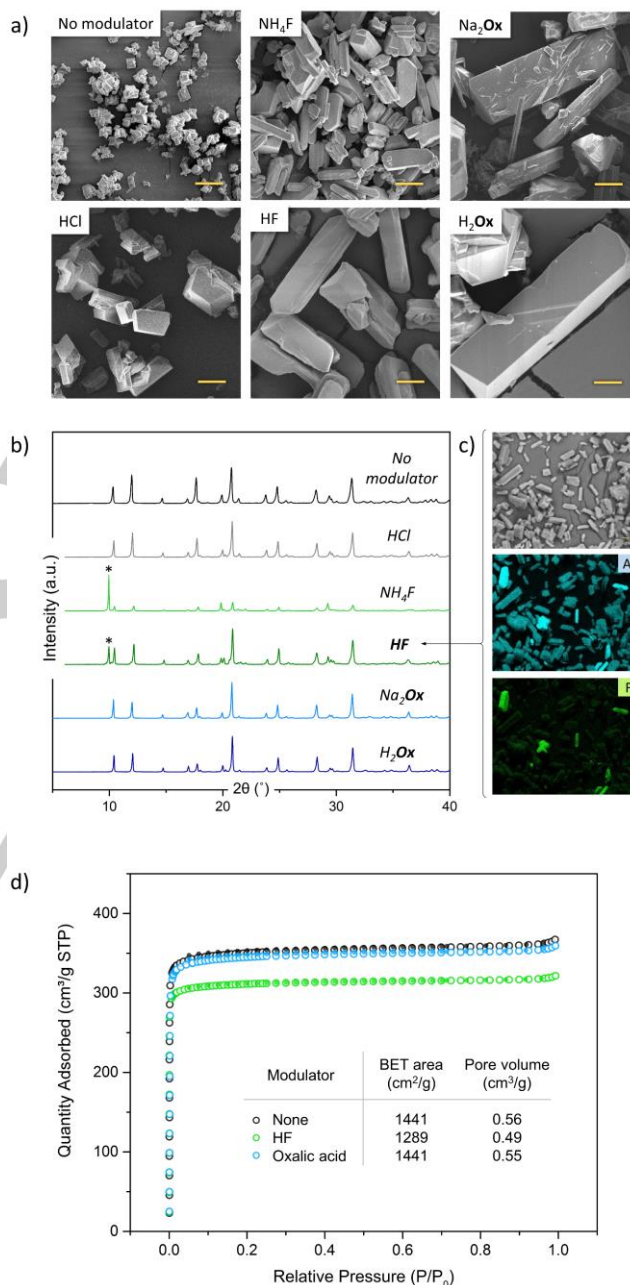 a)
No modulator
NH₄F
Na₂Ox
HCl
HF
H₂Ox
b)
c)
No
modulator
HCl
*
NH₄F
*
HF
Na₂Ox
H₂Ox
Intensity (a.u.)
10
20
30
40
2θ (˚)
A
F
d)
Quantity Adsorbed (cm³/g STP)
400
300
200
100
0
Modulator
BET area
(cm²/g)
Pore volume
(cm³/g)
None 1441 0.56
HF 1289 0.49
Oxalic acid 1441 0.55
0.0 0.2 0.4 0.6 0.8 1.0
Relative Pressure (P/P₀)